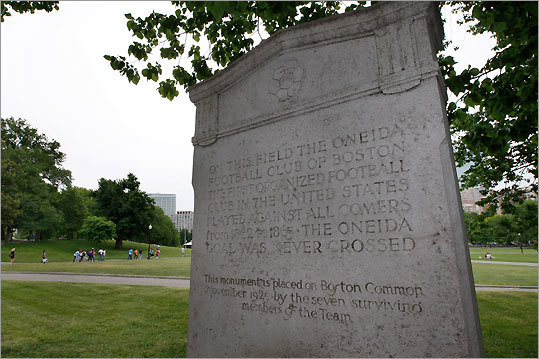 ON THIS FIELD THE ONEIDA
FOOTBALL CLUB OF BOSTON
THE FIRST ORGANIZED FOOTBALL
CLUB IN THE UNITED STATES
PLAYED AGAINST ALL COMERS
from 1862 to 1865 · THE ONEIDA
GOAL WAS NEVER CROSSED
This monument is placed on Boston Common
November 1925 by the seven surviving
members of the Team